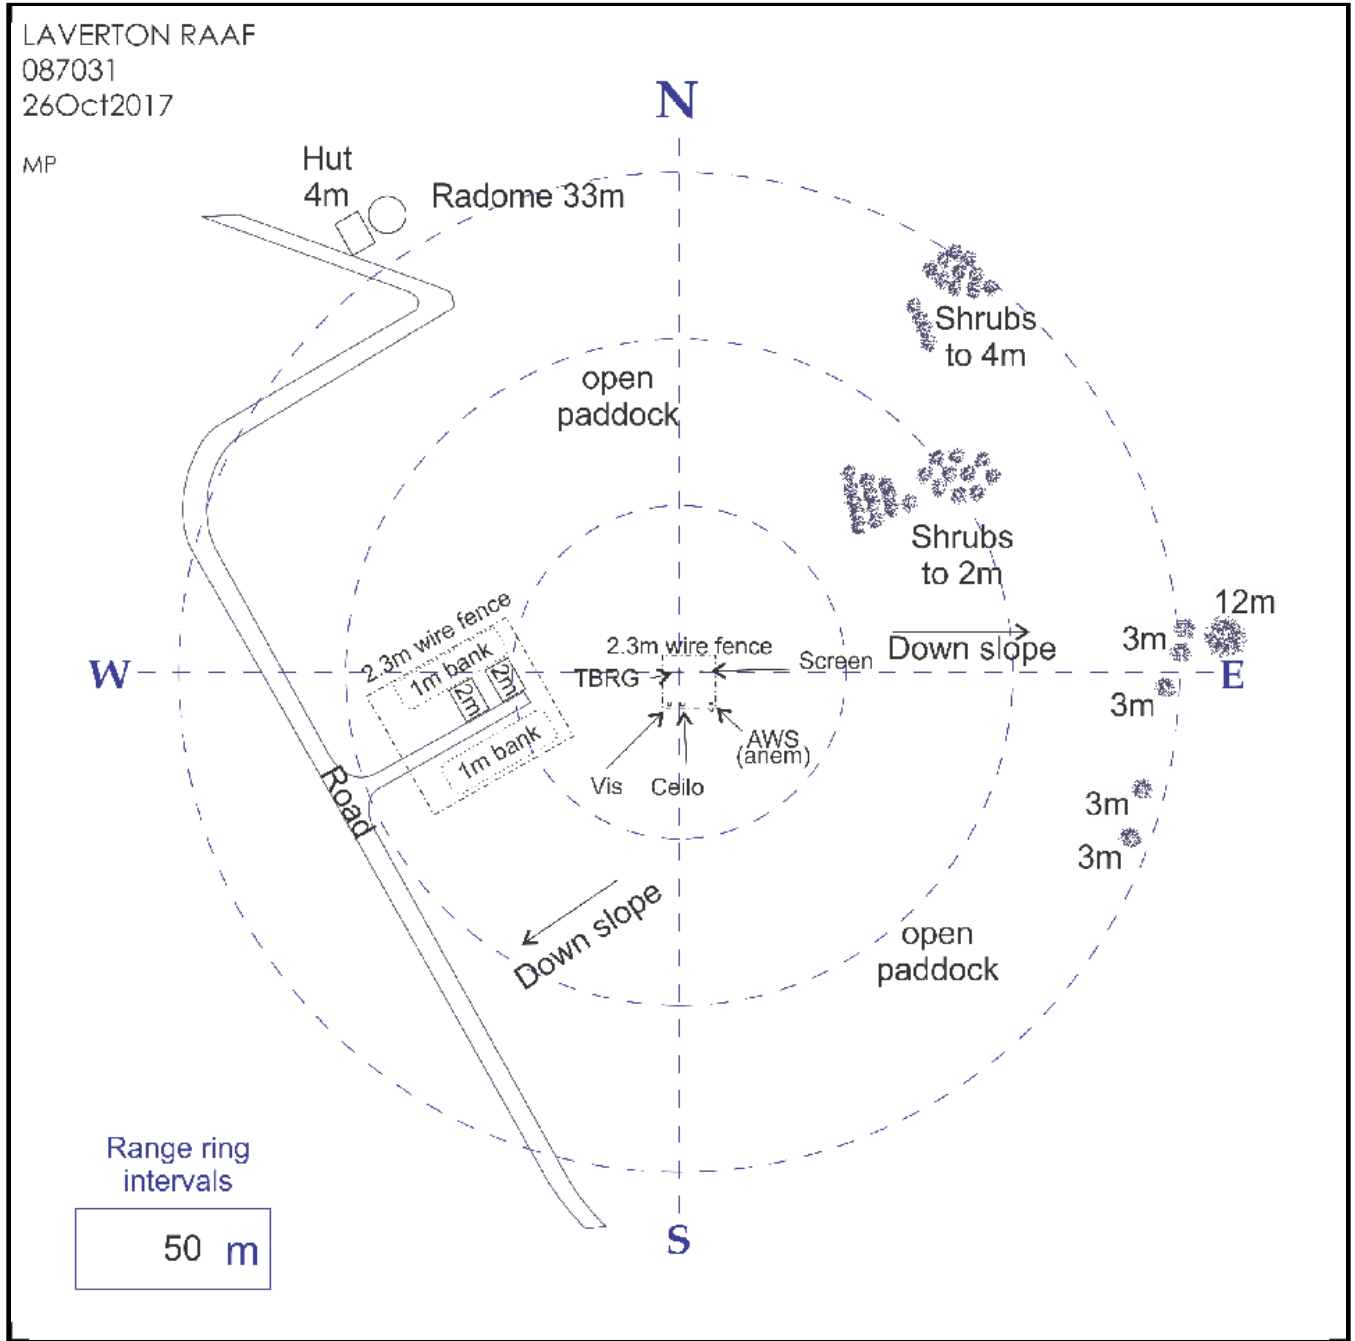 LAVERTON RAAF
087031
26Oct2017
MP
N
Hut
4m
Radome 33m
Shrubs
to 4m
open
paddock
Shrubs
to 2m
12m
2.3m wire fence
1m bank
2m
2m
1m bank
2.3m wire fence
TBRG
Screen
Down slope
3m
W
E
3m
AWS
(anem)
Vis
Ceilo
Road
3m
3m
Down slope
open
paddock
Range ring
intervals
50 m
S